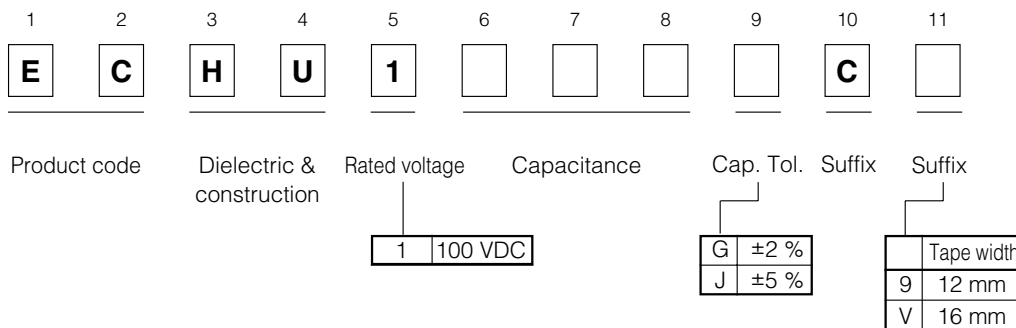 1 2 3 4 5 6 7 8 9 10 11
E C H U 1 C
Product code Dielectric & construction Rated voltage Capacitance Cap. Tol. Suffix Suffix
1 100 VDC
G ±2 %
J ±5 %
Tape width
9 12 mm
V 16 mm